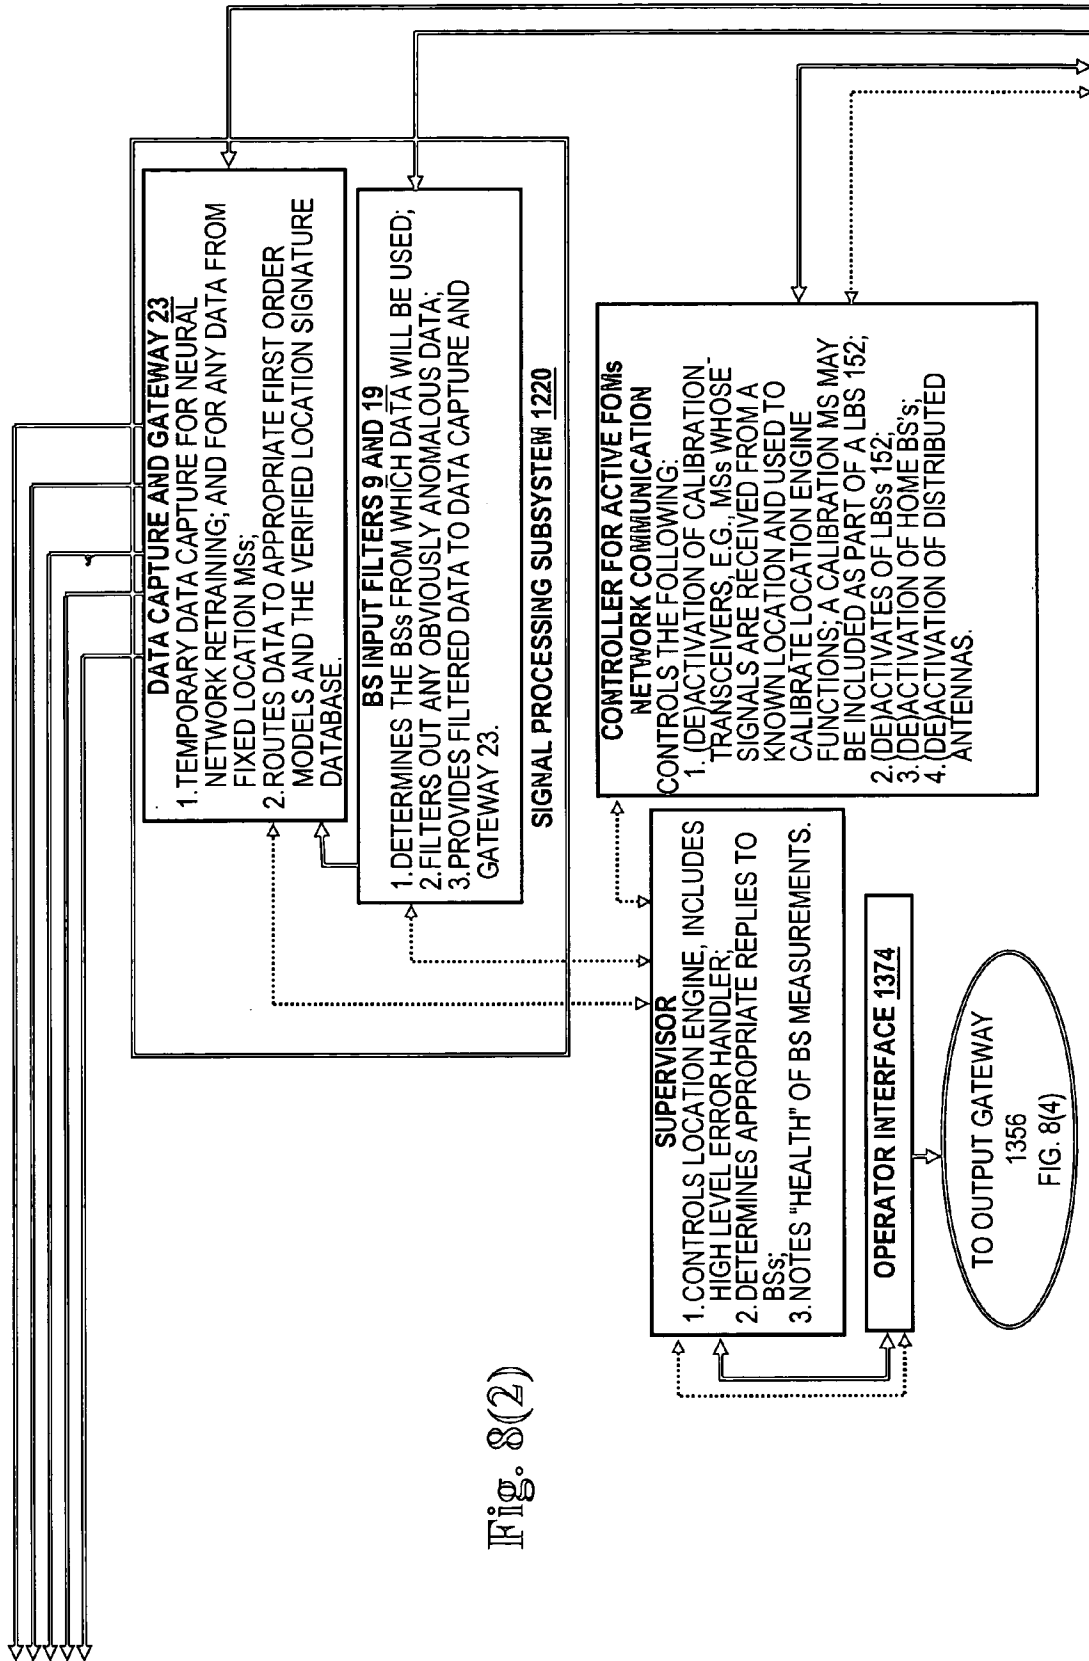 DATA CAPTURE AND GATEWAY 23
1. TEMPORARY DATA CAPTURE FOR NEURAL
NETWORK RETRAINING; AND FOR ANY DATA FROM
FIXED LOCATION MSs;
2. ROUTES DATA TO APPROPRIATE FIRST ORDER
MODELS AND THE VERIFIED LOCATION SIGNATURE
DATABASE.
BS INPUT FILTERS 9 AND 19
1. DETERMINES THE BSs FROM WHICH DATA WILL BE USED;
2. FILTERS OUT ANY OBVIOUSLY ANOMALOUS DATA;
3. PROVIDES FILTERED DATA TO DATA CAPTURE AND
GATEWAY 23.
SIGNAL PROCESSING SUBSYSTEM 1220
CONTROLLER FOR ACTIVE FOMs
NETWORK COMMUNICATION
CONTROLS THE FOLLOWING:
1. (DE)ACTIVATION OF CALIBRATION
TRANSCEIVERS, E.G., MSs WHOSE
SIGNALS ARE RECEIVED FROM A
KNOWN LOCATION AND USED TO
CALIBRATE LOCATION ENGINE
FUNCTIONS; A CALIBRATION MS MAY
BE INCLUDED AS PART OF A LBS 152;
2. (DE)ACTIVATES OF LBSs 152;
3. (DE)ACTIVATION OF HOME BS's;
4. (DE)ACTIVATION OF DISTRIBUTED
ANTENNAS.
SUPERVISOR
1. CONTROLS LOCATION ENGINE, INCLUDES
HIGH LEVEL ERROR HANDLER;
2. DETERMINES APPROPRIATE REPLIES TO
BSs;
3. NOTES "HEALTH" OF BS MEASUREMENTS.
OPERATOR INTERFACE 1374
TO OUTPUT GATEWAY
1356
FIG. 8(4)
Fig. 8(2)